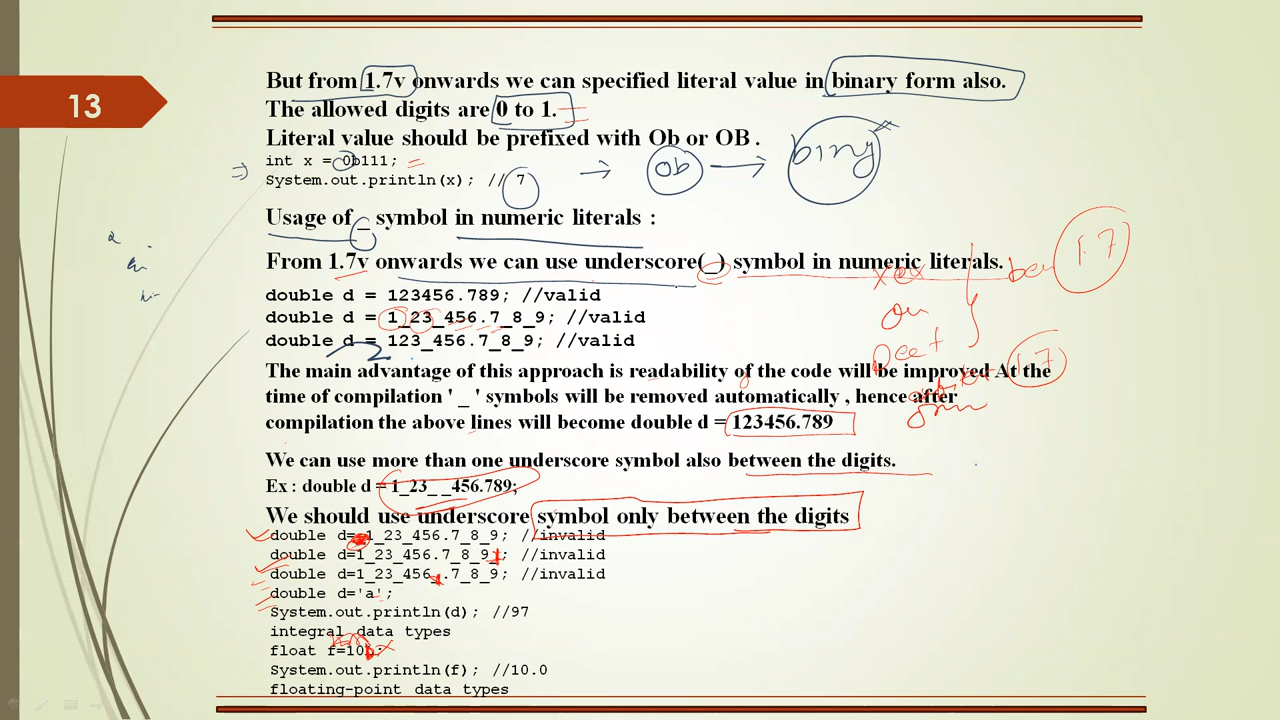 13
But from 1.7v onwards we can specified literal value in binary form also.
The allowed digits are 0 to 1.
Literal value should be prefixed with Ob or OB .
int x = 0b111;
System.out.println(x); // 7
0b
Usage of _ symbol in numeric literals :
From 1.7v onwards we can use underscore(_) symbol in numeric literals.
1.7
double d = 123456.789; //valid
double d = 1_23_456.7_8_9; //valid
double d = 123_456.7_8_9; //valid
The main advantage of this approach is readability of the code will be improved At the
1.7
time of compilation ' _ ' symbols will be removed automatically , hence after
compilation the above lines will become double d = 123456.789
We can use more than one underscore symbol also between the digits.
Ex : double d = 1_23_ _456.789;
We should use underscore symbol only between the digits
double d=_1_23_456.7_8_9; //invalid
double d=1_23_456.7_8_9_; //invalid
double d=1_23_456_.7_8_9; //invalid
double d='a';
System.out.println(d); //97
integral data types
float f=10
System.out.println(f); //10.0
floating-point data types